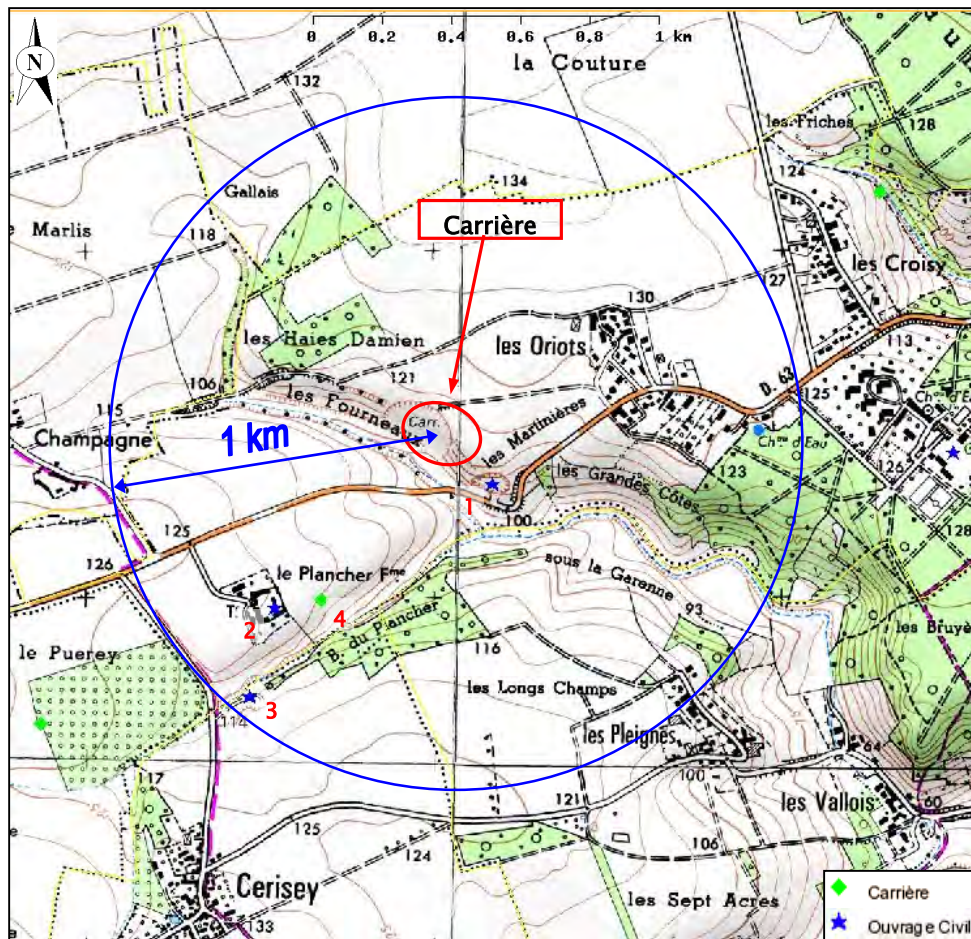 0 0.2 0.4 0.6 0.8 1
km
N
la Couture
132
les Friches
128
124
134
Gallais
Marlis
118
Carrière
les Croisy
127
130
les Oriots
les Haies Damien
113
121
D. 63
106
les Fourneaux
125
115
Carr.
les Martinières
Champagne
1 km
Chau d'Eau
126
123
les Grandes Côtes
1
100
125
128
sous la Garenne
126
le Plancher Fme
93
4
2
B. du Plancher
les Bruyè
le Puerey
116
les Longs Champs
3
114
les Pleignes
64
117
100
les Vallois
121
60
125
106
124
Cerisey
les Sept Acres
133
Carrière
Ouvrage Civil